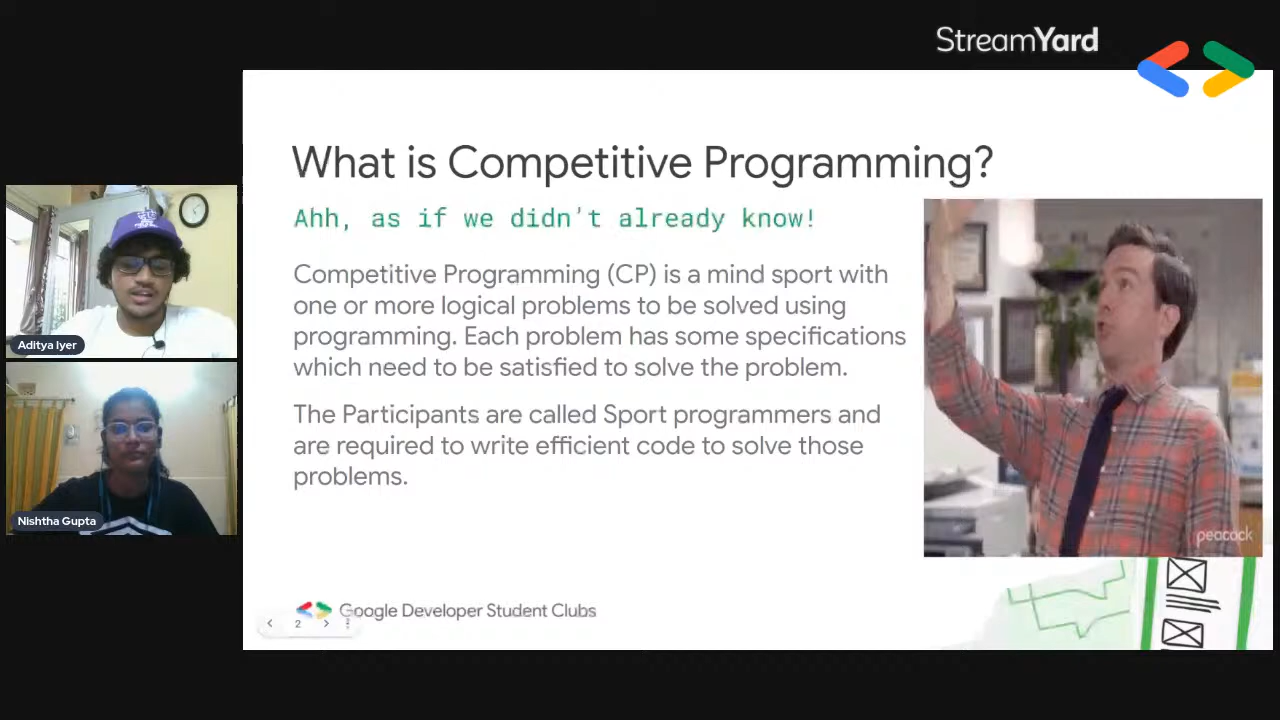 StreamYard
What is Competitive Programming?
Ahh, as if we didn't already know!
Competitive Programming (CP) is a mind sport with
one or more logical problems to be solved using
programming. Each problem has some specifications
which need to be satisfied to solve the problem.
The Participants are called Sport programmers and
are required to write efficient code to solve those
problems.
peacock
Google Developer Student Clubs
2
Aditya Iyer
Nishtha Gupta